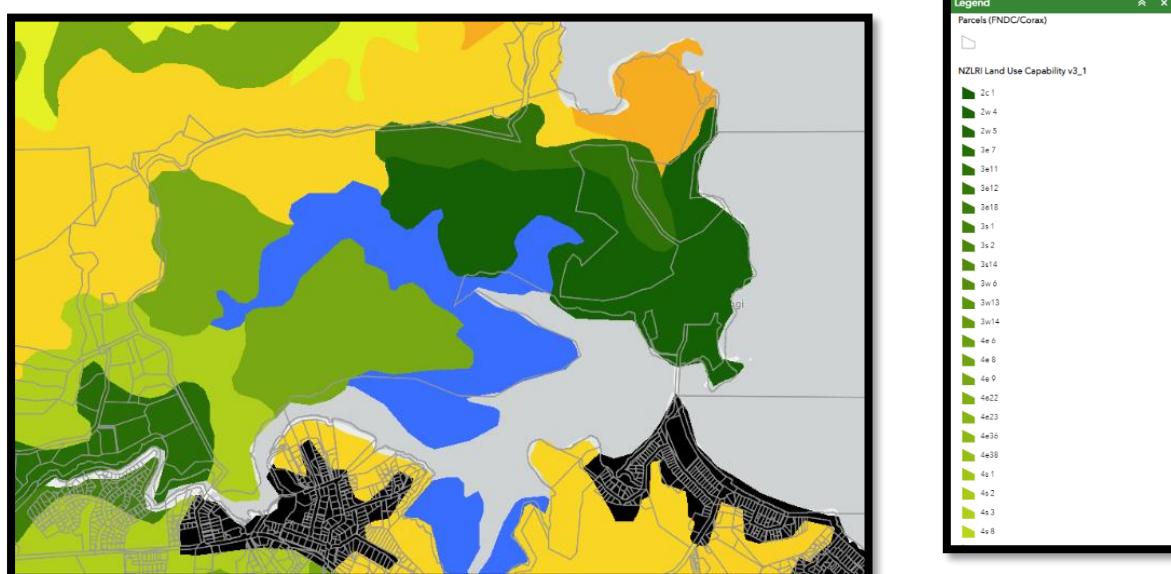 Legend
Parcels (FNDC/Corax)
NZLRI Land Use Capability v3_1
2c 1
2w 4
2w 5
3e 7
3e11
3e12
3e18
3s 1
3s 2
3s14
3w 6
3w13
3w14
4e 6
4e 8
4e 9
4e22
4e23
4e36
4e38
4s 1
4s 2
4s 3
4s 8